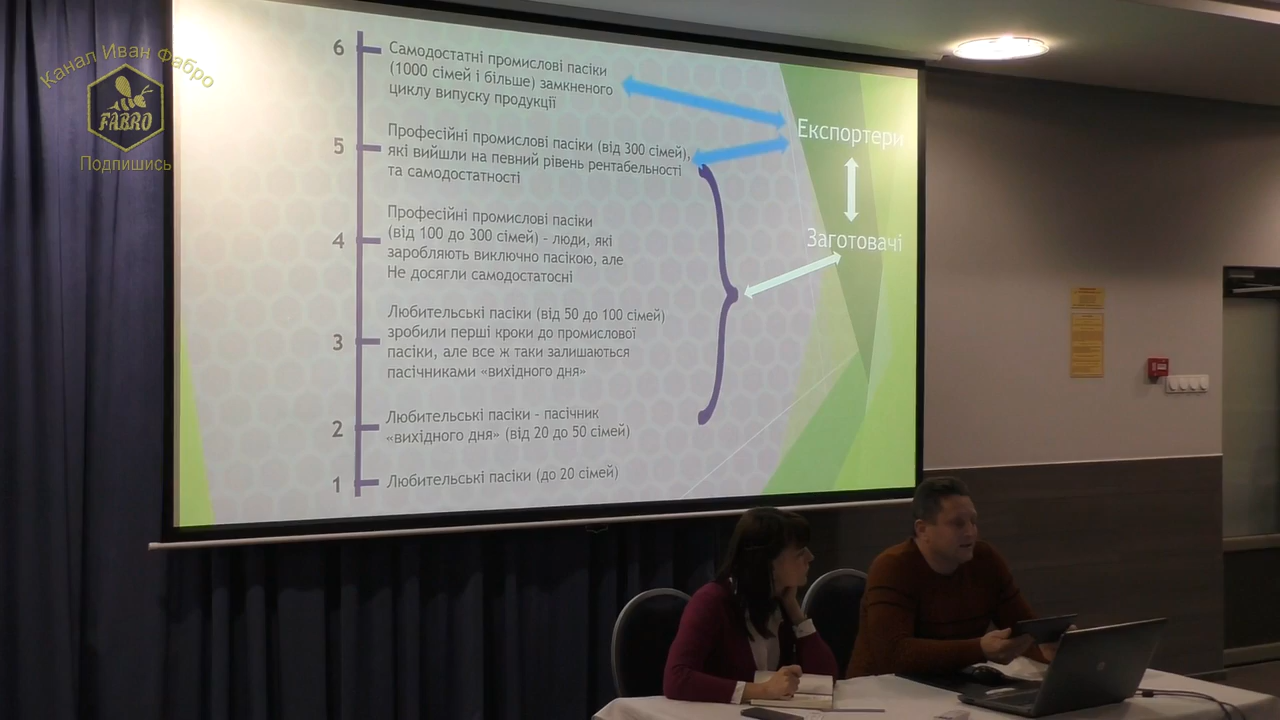 Канал Иван Фабро
FABRO
Подпишись
6
Самодостатні промислові пасіки
(1000 сімей і більше) замкненого
циклу випуску продукції
5
Професійні промислові пасіки (від 300 сімей),
які вийшли на певний рівень рентабельності
та самодостатності
4
Професійні промислові пасіки
(від 100 до 300 сімей) - люди, які
заробляють виключно пасікою, але
Не досягли самодостатосні
3
Любительські пасіки (від 50 до 100 сімей)
зробили перші кроки до промислової
пасіки, але все ж таки залишаються
пасічниками «вихідного дня»
2
Любительські пасіки - пасічник
«вихідного дня» (від 20 до 50 сімей)
1
Любительські пасіки (до 20 сімей)
Експортери
Заготовачі